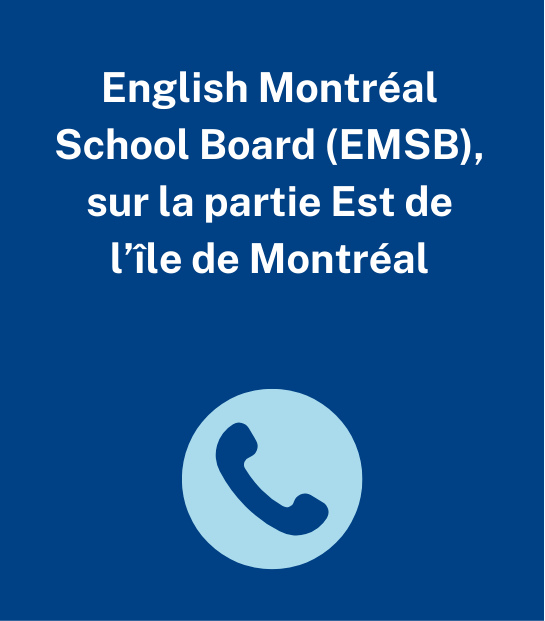 English Montréal
School Board (EMSB),
sur la partie Est de
l’île de Montréal